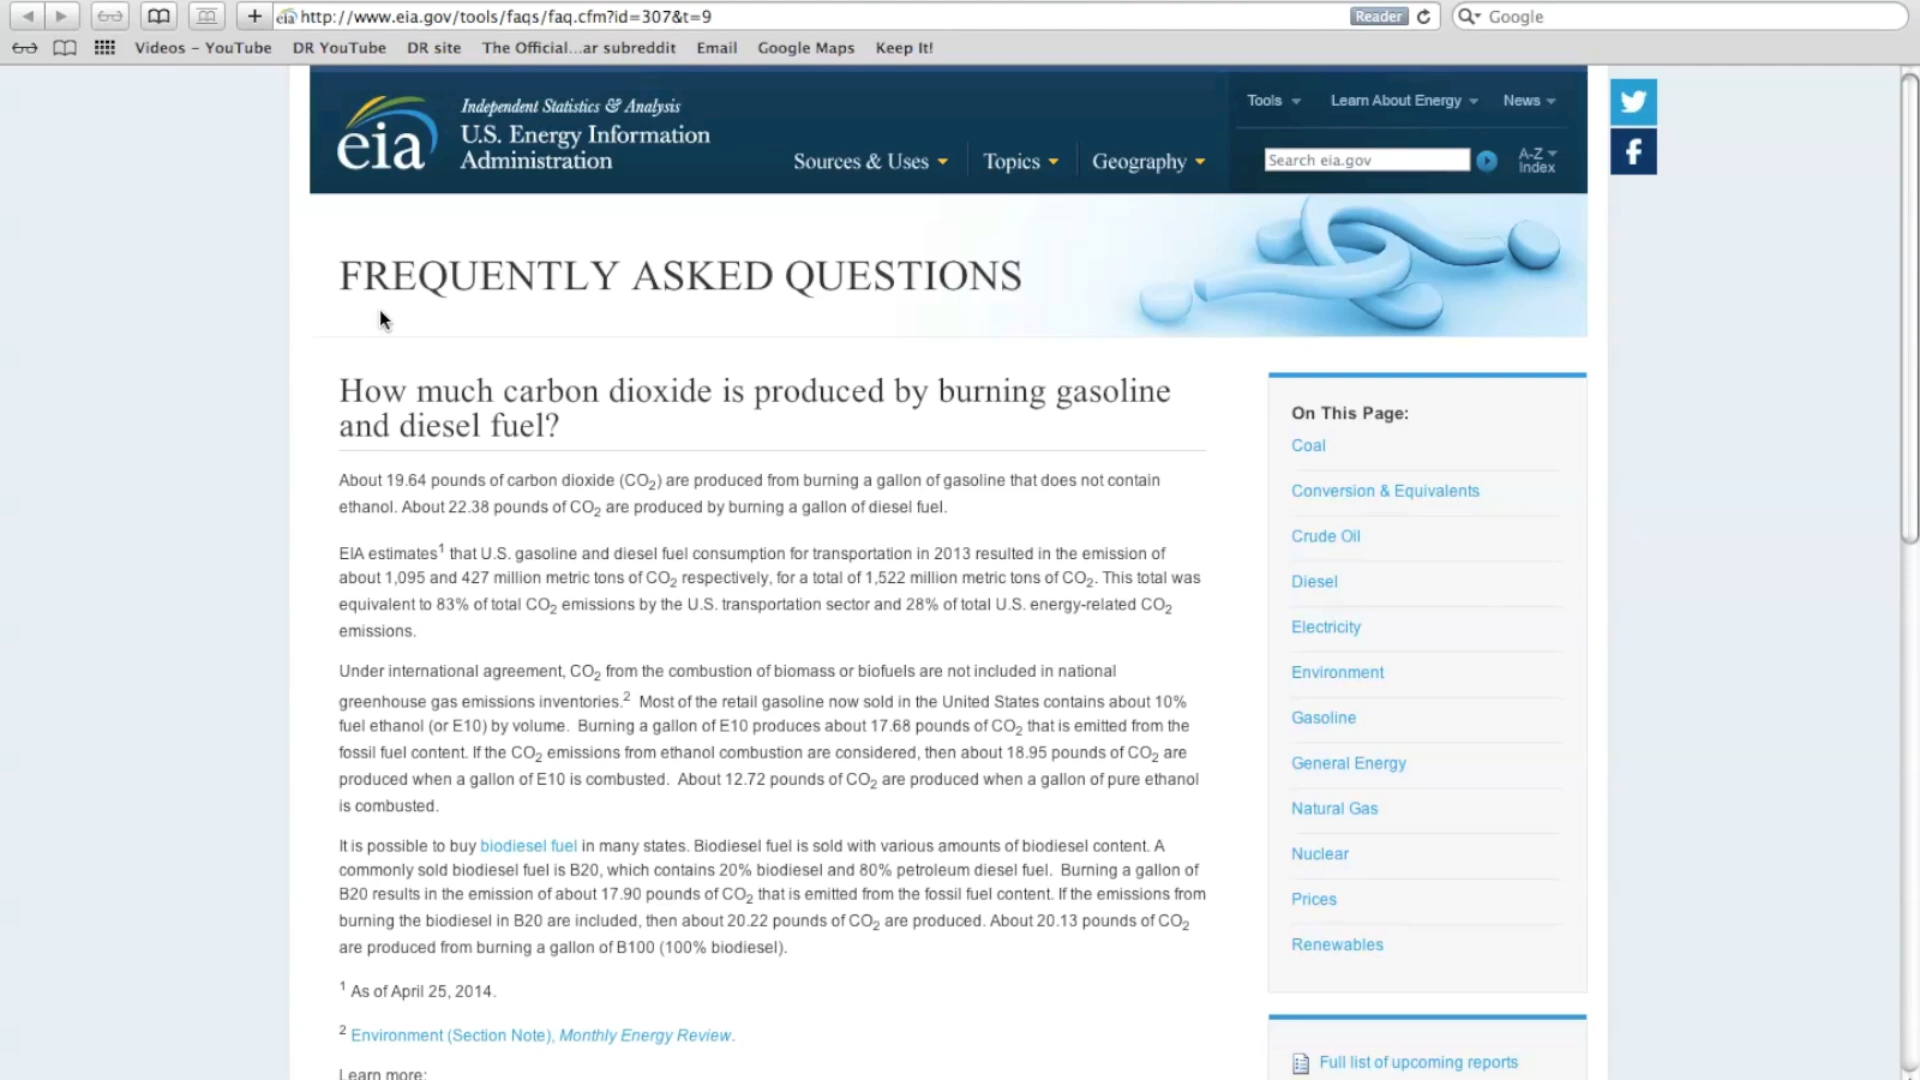 http://www.eia.gov/tools/faqs/faq.cfm?id=307&t=9
Reader
Google
Videos – YouTube
DR YouTube
DR site
The Official...ar subreddit
Email
Google Maps
Keep It!
eia
Independent Statistics & Analysis
U.S. Energy Information
Administration
Sources & Uses
Topics
Geography
Tools
Learn About Energy
News
Search eia.gov
A-Z
Index
FREQUENTLY ASKED QUESTIONS
How much carbon dioxide is produced by burning gasoline
and diesel fuel?
About 19.64 pounds of carbon dioxide (CO2) are produced from burning a gallon of gasoline that does not contain
ethanol. About 22.38 pounds of CO2 are produced by burning a gallon of diesel fuel.
EIA estimates1 that U.S. gasoline and diesel fuel consumption for transportation in 2013 resulted in the emission of
about 1,095 and 427 million metric tons of CO2 respectively, for a total of 1,522 million metric tons of CO2. This total was
equivalent to 83% of total CO2 emissions by the U.S. transportation sector and 28% of total U.S. energy-related CO2
emissions.
Under international agreement, CO2 from the combustion of biomass or biofuels are not included in national
greenhouse gas emissions inventories.2 Most of the retail gasoline now sold in the United States contains about 10%
fuel ethanol (or E10) by volume. Burning a gallon of E10 produces about 17.68 pounds of CO2 that is emitted from the
fossil fuel content. If the CO2 emissions from ethanol combustion are considered, then about 18.95 pounds of CO2 are
produced when a gallon of E10 is combusted. About 12.72 pounds of CO2 are produced when a gallon of pure ethanol
is combusted.
It is possible to buy biodiesel fuel in many states. Biodiesel fuel is sold with various amounts of biodiesel content. A
commonly sold biodiesel fuel is B20, which contains 20% biodiesel and 80% petroleum diesel fuel. Burning a gallon of
B20 results in the emission of about 17.90 pounds of CO2 that is emitted from the fossil fuel content. If the emissions from
burning the biodiesel in B20 are included, then about 20.22 pounds of CO2 are produced. About 20.13 pounds of CO2
are produced from burning a gallon of B100 (100% biodiesel).
1 As of April 25, 2014.
2 Environment (Section Note), Monthly Energy Review.
Learn more:
On This Page:
Coal
Conversion & Equivalents
Crude Oil
Diesel
Electricity
Environment
Gasoline
General Energy
Natural Gas
Nuclear
Prices
Renewables
Full list of upcoming reports